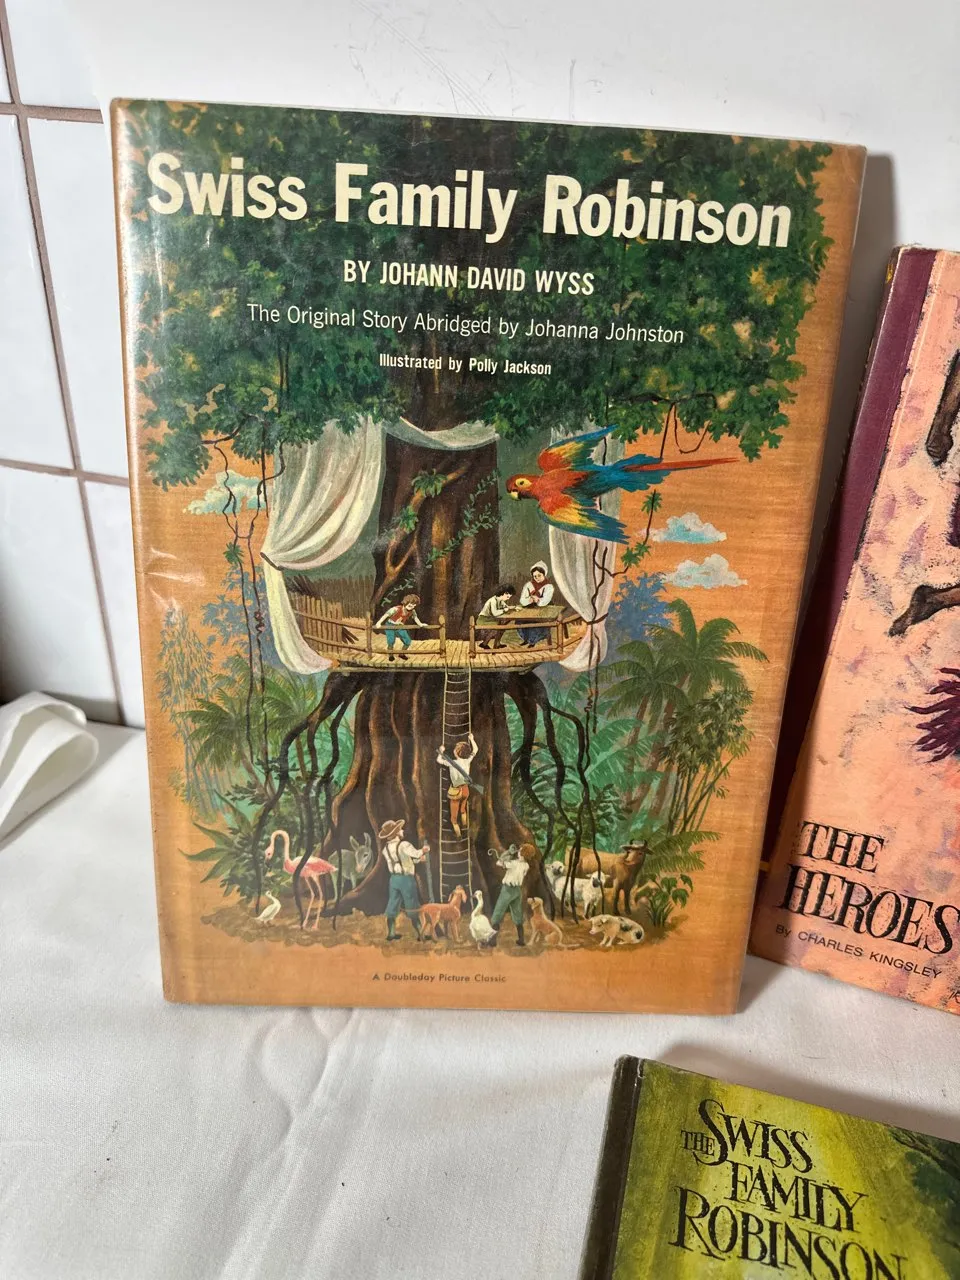 Swiss Family Robinson
BY JOHANN DAVID WYSS
The Original Story Abridged by Johanna Johnston
Illustrated by Polly Jackson
A Doubleday Picture Classic
THE
HEROES
By CHARLES KINGSLEY
THE SWISS
FAMILY
ROBINSON